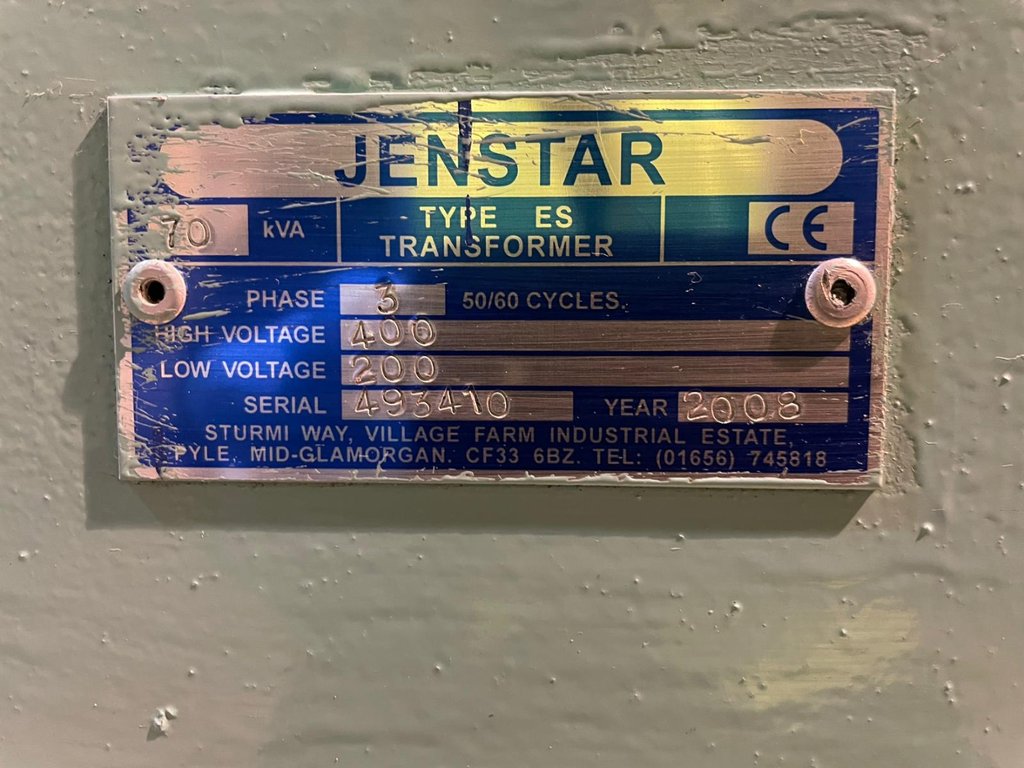 JENSTAR
70 kVA
TYPE ES
TRANSFORMER
CE
PHASE 3 50/60 CYCLES.
HIGH VOLTAGE 400
LOW VOLTAGE 200
SERIAL 493410 YEAR 2008
STURMI WAY, VILLAGE FARM INDUSTRIAL ESTATE,
PYLE. MID-GLAMORGAN. CF33 6BZ. TEL: (01656) 745818